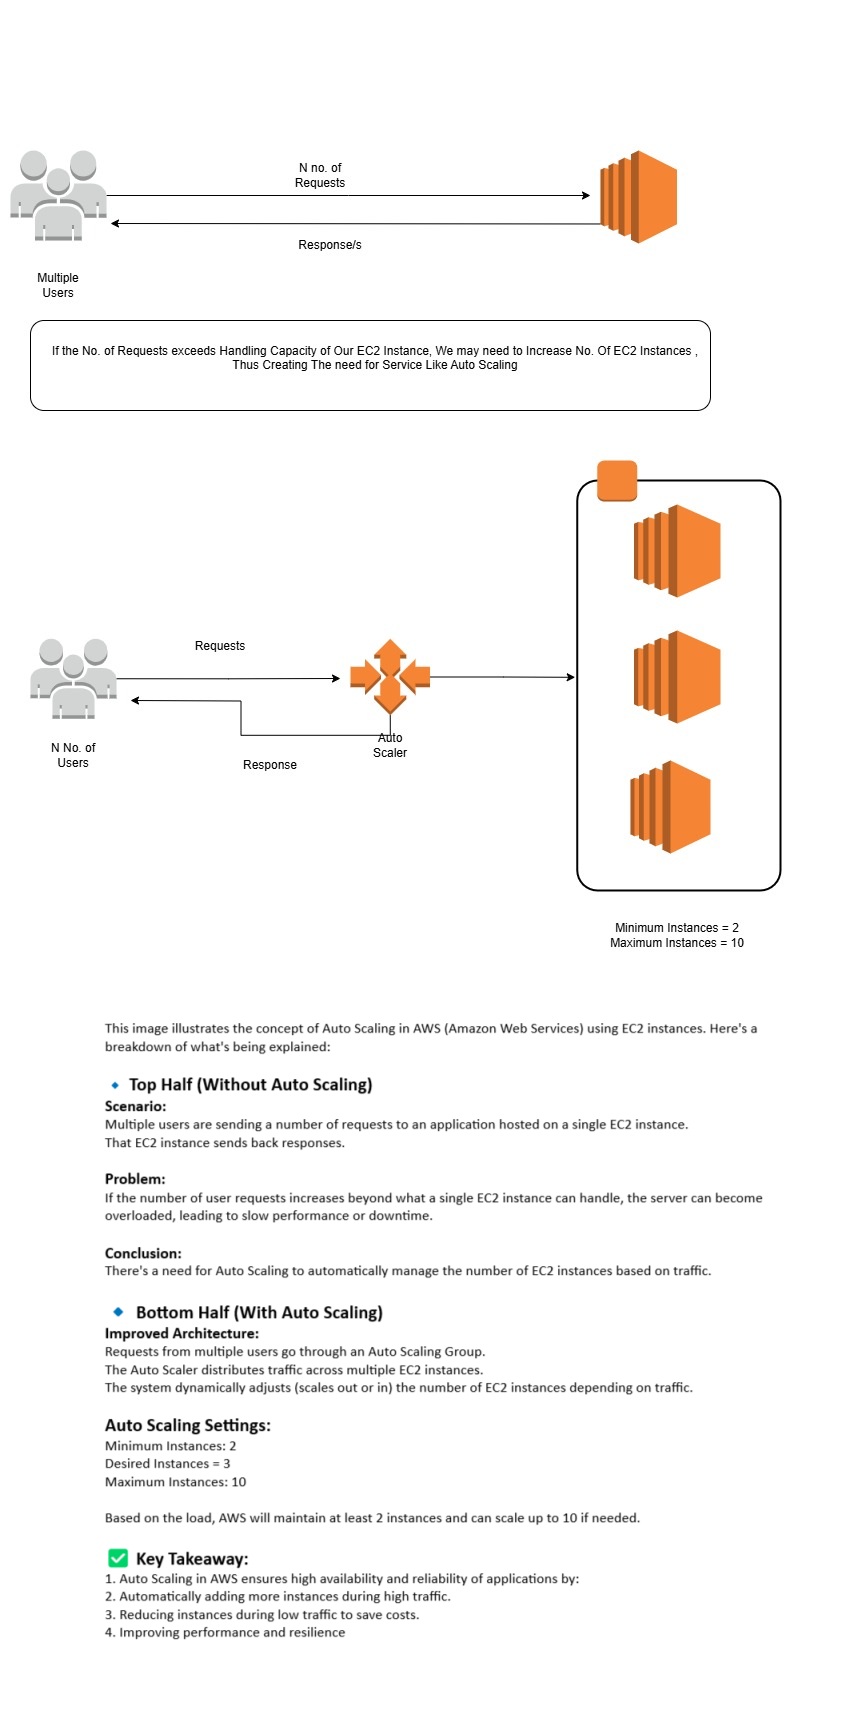 N no. of
Requests
Response/s
Multiple
Users
If the No. of Requests exceeds Handling Capacity of Our EC2 Instance, We may need to Increase No. Of EC2 Instances ,
Thus Creating The need for Service Like Auto Scaling
Requests
N No. of
Users
Response
Auto
Scaler
Minimum Instances = 2
Maximum Instances = 10
This image illustrates the concept of Auto Scaling in AWS (Amazon Web Services) using EC2 instances. Here's a
breakdown of what's being explained:
🔹 Top Half (Without Auto Scaling)
Scenario:
Multiple users are sending a number of requests to an application hosted on a single EC2 instance.
That EC2 instance sends back responses.
Problem:
If the number of user requests increases beyond what a single EC2 instance can handle, the server can become
overloaded, leading to slow performance or downtime.
Conclusion:
There's a need for Auto Scaling to automatically manage the number of EC2 instances based on traffic.
🔹 Bottom Half (With Auto Scaling)
Improved Architecture:
Requests from multiple users go through an Auto Scaling Group.
The Auto Scaler distributes traffic across multiple EC2 instances.
The system dynamically adjusts (scales out or in) the number of EC2 instances depending on traffic.
Auto Scaling Settings:
Minimum Instances: 2
Desired Instances = 3
Maximum Instances: 10
Based on the load, AWS will maintain at least 2 instances and can scale up to 10 if needed.
✅ Key Takeaway:
1. Auto Scaling in AWS ensures high availability and reliability of applications by:
2. Automatically adding more instances during high traffic.
3. Reducing instances during low traffic to save costs.
4. Improving performance and resilience